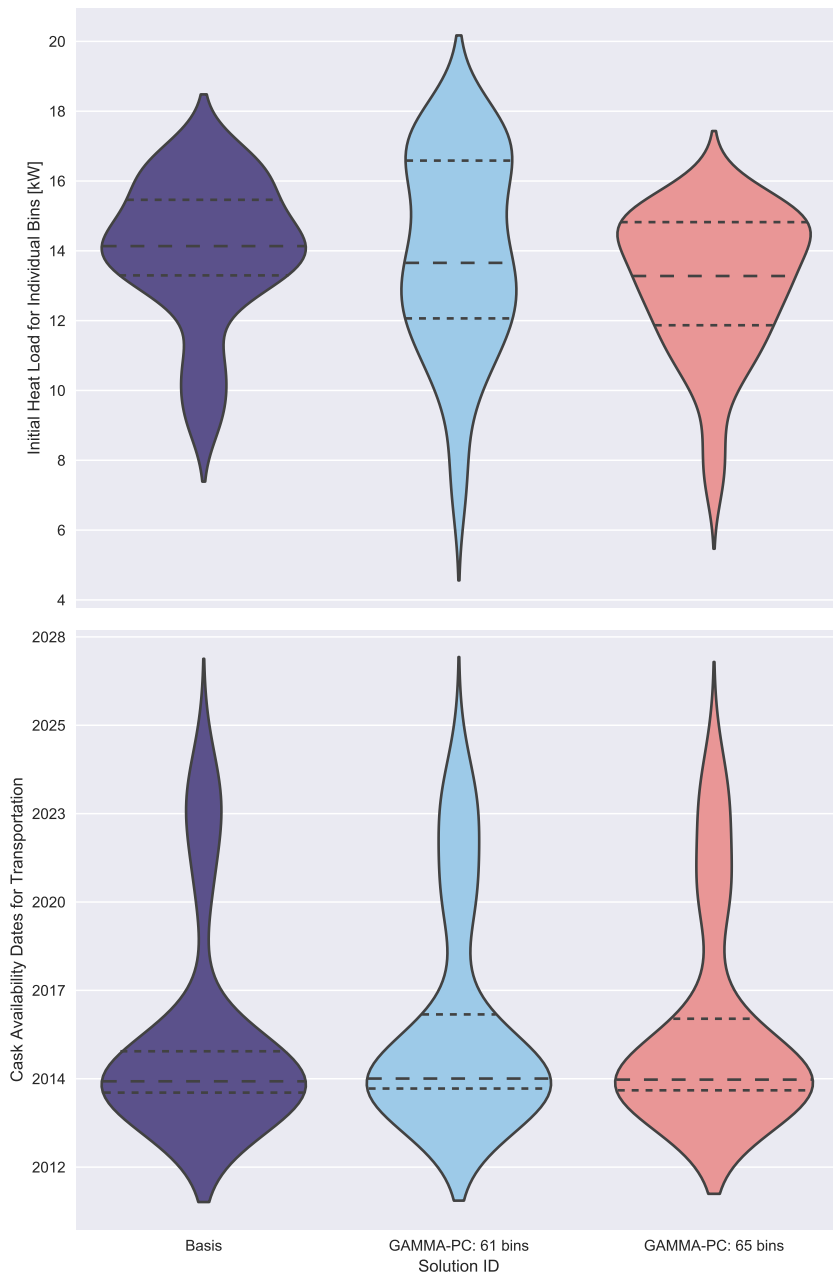 Initial Heat Load for Individual Bins [kW]
20
18
16
14
12
10
8
6
4
Cask Availability Dates for Transportation
2028
2025
2023
2020
2017
2014
2012
Basis
GAMMA-PC: 61 bins
GAMMA-PC: 65 bins
Solution ID